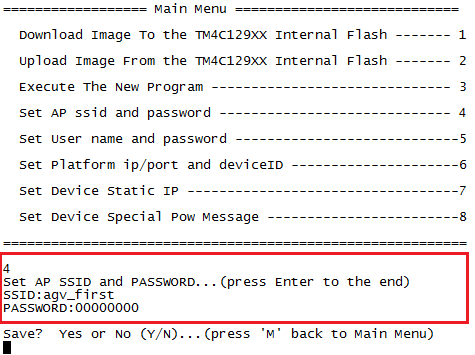 ================== Main Menu ============================
Download Image To the TM4C129XX Internal Flash ------- 1
Upload Image From the TM4C129XX Internal Flash ------- 2
Execute The New Program ------------------------------- 3
Set AP ssid and password ------------------------------ 4
Set User name and password -----------------------------5
Set Platform ip/port and deviceID ----------------------6
Set Device Static IP -----------------------------------7
Set Device Special Pow Message -------------------------8
===========================================================
4
Set AP SSID and PASSWORD...(press Enter to the end)
SSID:agv_first
PASSWORD:00000000
Save?  Yes or No (Y/N)...(press 'M' back to Main Menu)